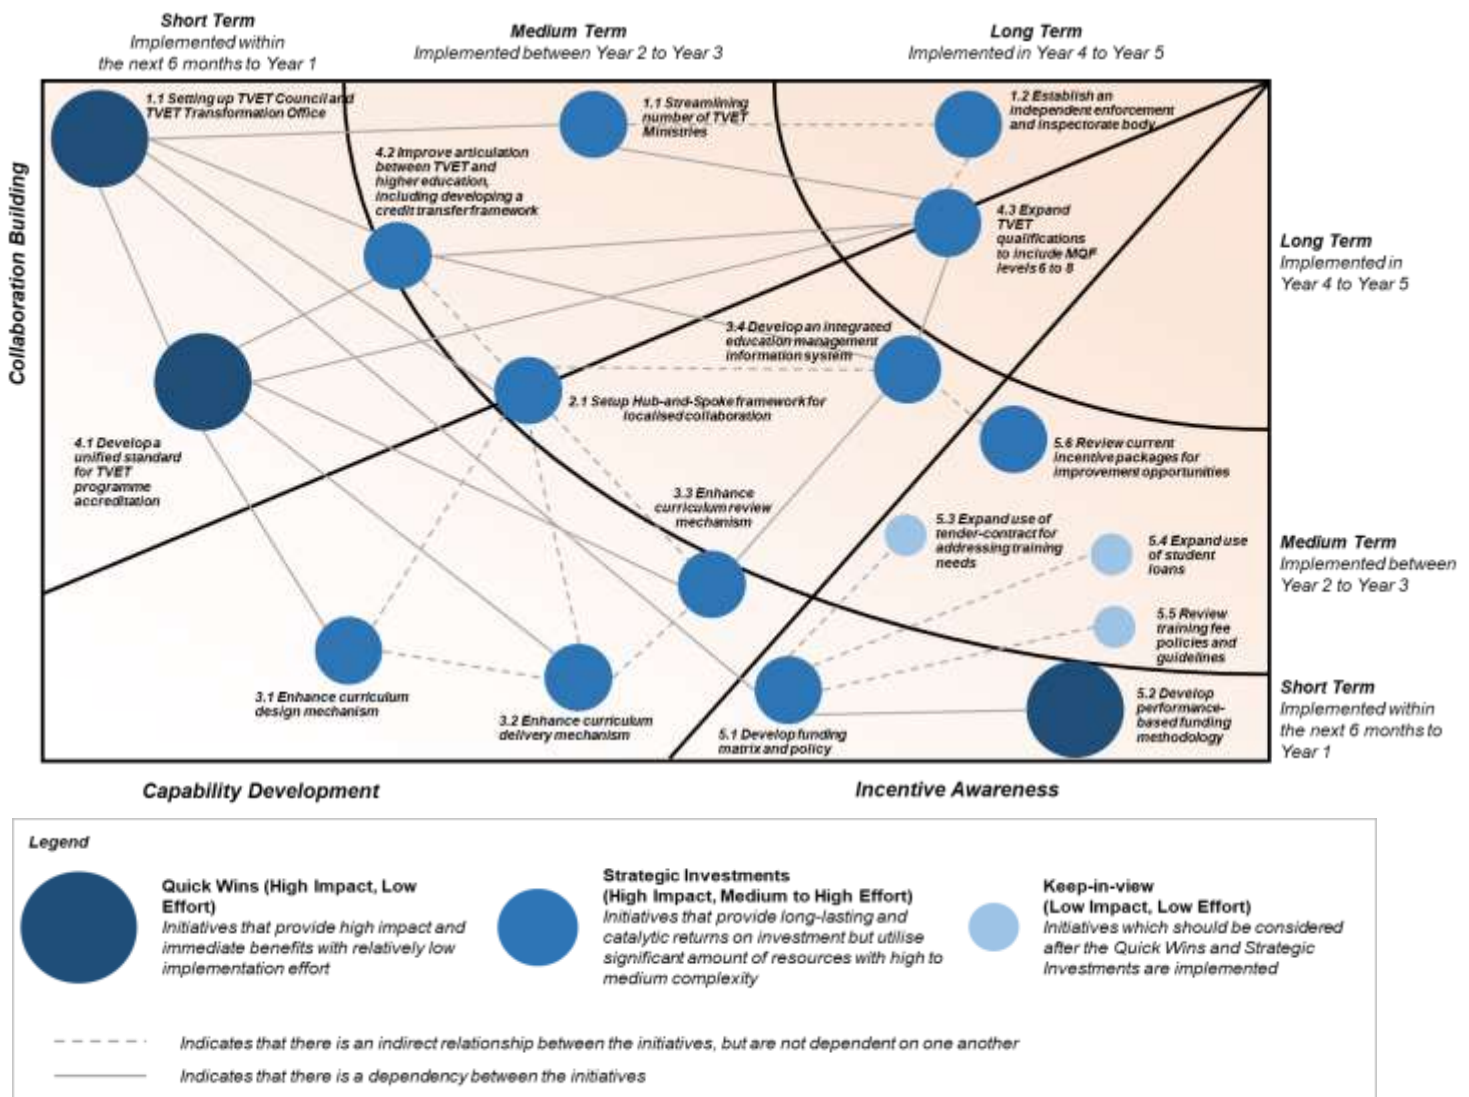 Short Term
Implemented within
the next 6 months to Year 1
Medium Term
Implemented between Year 2 to Year 3
Long Term
Implemented in Year 4 to Year 5
Collaboration Building
1.1 Setting up TVET Council and
TVET Transformation Office
1.1 Streamlining
number of TVET
Ministries
1.2 Establish an
independent enforcement
and inspectorate body
4.2 Improve articulation
between TVET and
higher education,
including developing a
credit transfer framework
4.3 Expand
TVET
qualifications
to include MQF
levels 6 to 8
Long Term
Implemented in
Year 4 to Year 5
3.4 Develop an integrated
education management
information system
2.1 Setup Hub-and-Spoke framework for
localised collaboration
4.1 Develop a
unified standard
for TVET
programme
accreditation
5.6 Review current
incentive packages for
improvement opportunities
3.3 Enhance
curriculum review
mechanism
5.3 Expand use of
tender-contract for
addressing training
needs
5.4 Expand use
of student
loans
Medium Term
Implemented between
Year 2 to Year 3
5.5 Review
training fee
policies and
guidelines
3.1 Enhance curriculum
design mechanism
3.2 Enhance curriculum
delivery mechanism
5.1 Develop funding
matrix and policy
5.2 Develop
performance-
based funding
methodology
Short Term
Implemented within
the next 6 months to
Year 1
Capability Development
Incentive Awareness
Legend
Quick Wins (High Impact, Low
Effort)
Initiatives that provide high impact and
immediate benefits with relatively low
implementation effort
Strategic Investments
(High Impact, Medium to High Effort)
Initiatives that provide long-lasting and
catalytic returns on investment but utilise
significant amount of resources with high to
medium complexity
Keep-in-view
(Low Impact, Low Effort)
Initiatives which should be considered
after the Quick Wins and Strategic
Investments are implemented
Indicates that there is an indirect relationship between the initiatives, but are not dependent on one another
Indicates that there is a dependency between the initiatives